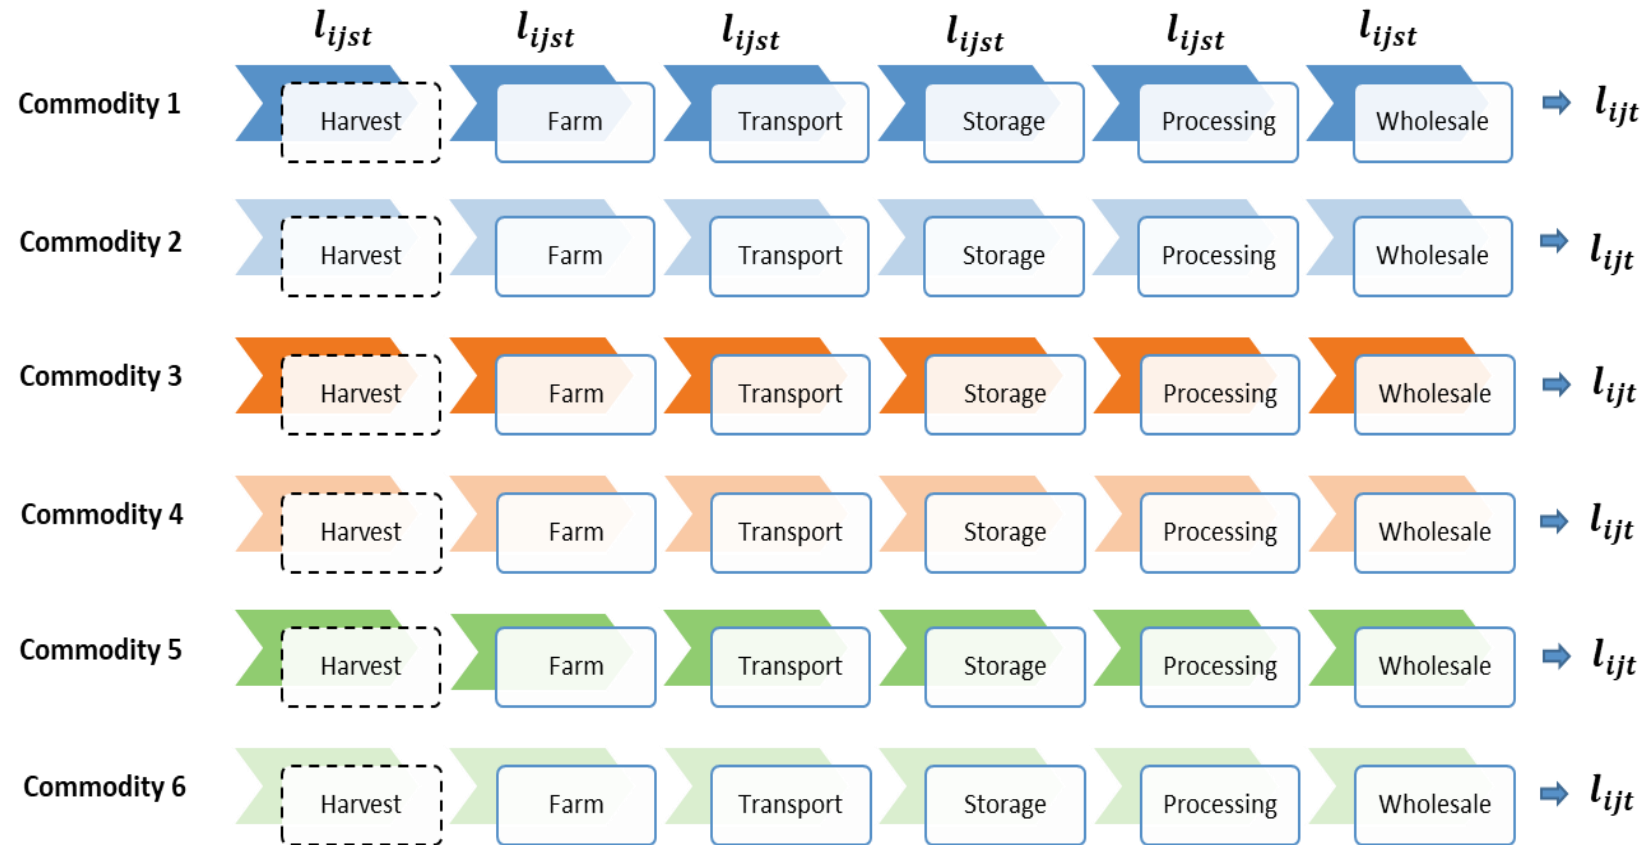 l_ijst l_ijst l_ijst l_ijst l_ijst l_ijst
Commodity 1 Harvest Farm Transport Storage Processing Wholesale l_ijt
Commodity 2 Harvest Farm Transport Storage Processing Wholesale l_ijt
Commodity 3 Harvest Farm Transport Storage Processing Wholesale l_ijt
Commodity 4 Harvest Farm Transport Storage Processing Wholesale l_ijt
Commodity 5 Harvest Farm Transport Storage Processing Wholesale l_ijt
Commodity 6 Harvest Farm Transport Storage Processing Wholesale l_ijt